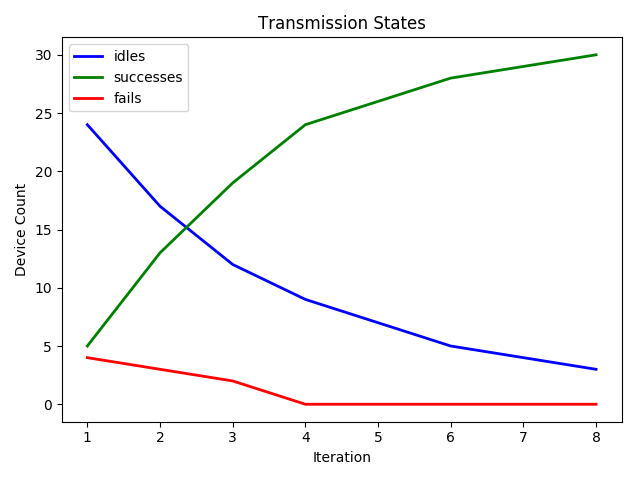 Transmission States
idles
successes
fails
Device Count
30
25
20
15
10
5
0
1 2 3 4 5 6 7 8
Iteration